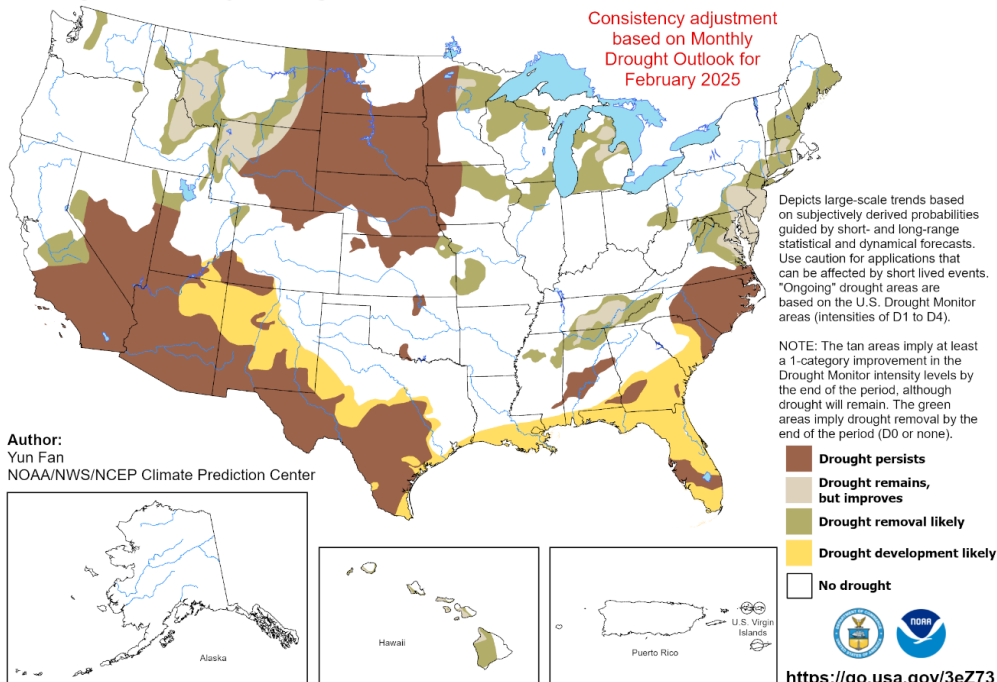 Consistency adjustment
based on Monthly
Drought Outlook for
February 2025
Depicts large-scale trends based
on subjectively derived probabilities
guided by short- and long-range
statistical and dynamical forecasts.
Use caution for applications that
can be affected by short lived events.
"Ongoing" drought areas are
based on the U.S. Drought Monitor
areas (intensities of D1 to D4).
NOTE: The tan areas imply at least
a 1-category improvement in the
Drought Monitor intensity levels by
the end of the period, although
drought will remain. The green
areas imply drought removal by the
end of the period (D0 or none).
Author:
Yun Fan
NOAA/NWS/NCEP Climate Prediction Center
Drought persists
Drought remains,
but improves
Drought removal likely
Drought development likely
No drought
Alaska
Hawaii
Puerto Rico
U.S. Virgin
Islands
NOAA
https://go.usa.gov/3eZ73